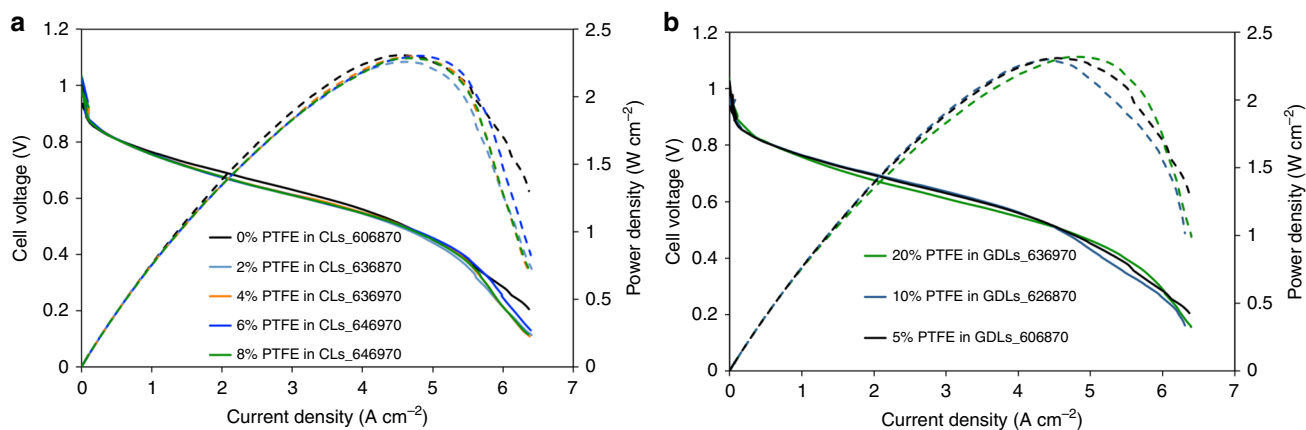 a
1.2
1
0.8
0.6
0.4
0.2
0
Cell voltage (V)
2.5
2
1.5
1
0.5
0
Power density (W cm−2)
0% PTFE in CLs_606870
2% PTFE in CLs_636870
4% PTFE in CLs_636970
6% PTFE in CLs_646970
8% PTFE in CLs_646970
0 1 2 3 4 5 6 7
Current density (A cm−2)
b
1.2
1
0.8
0.6
0.4
0.2
0
Cell voltage (V)
2.5
2
1.5
1
0.5
0
Power density (W cm−2)
20% PTFE in GDLs_636970
10% PTFE in GDLs_626870
5% PTFE in GDLs_606870
0 1 2 3 4 5 6 7
Current density (A cm−2)